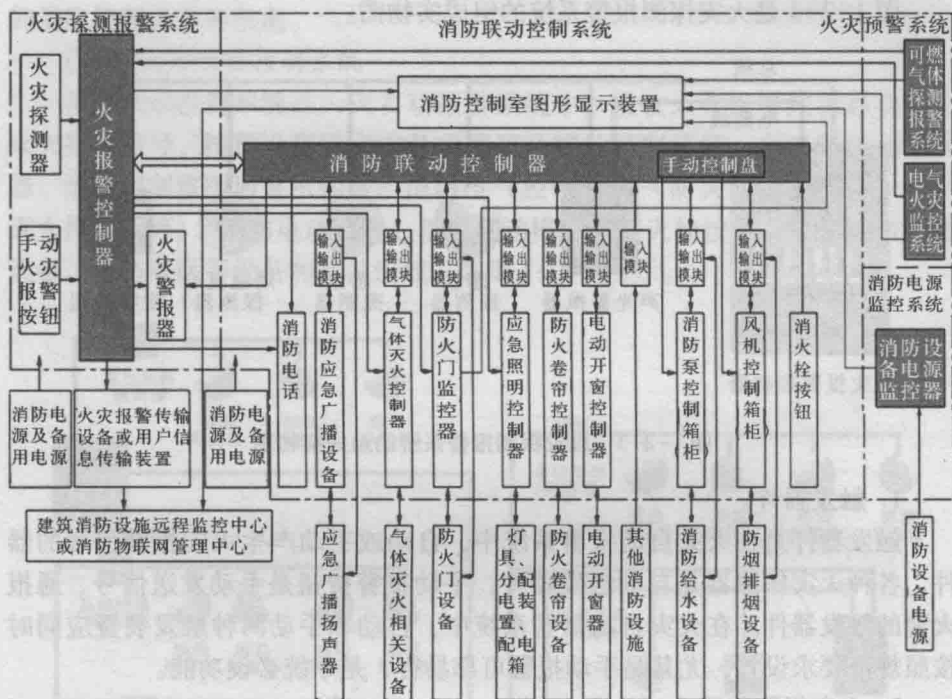 火灾探测报警系统
消防联动控制系统
火灾预警系统
火灾探测器
火灾报警控制器
消防控制室图形显示装置
可燃气体探测报警系统
消防联动控制器
手动控制盘
电气火灾监控系统
手动火灾报警按钮
火灾警报器
输入输出模块
输入输出模块
输入输出模块
输入输出模块
输入输出模块
输入输出模块
输入模块
输入输出模块
输入输出模块
消防电源监控系统
消防电话
消防应急广播设备
气体灭火控制器
防火门监控器
应急照明控制器
防火卷帘控制器
电动开窗控制器
消防泵控制箱(柜)
风机控制箱(柜)
消火栓按钮
消防设备电源监控器
消防电源及备用电源
火灾报警传输设备或用户信息传输装置
消防电源及备用电源
建筑消防设施远程监控中心
或消防物联网管理中心
应急广播扬声器
气体灭火相关设备
防火门设备
灯具、配电分配电装置、配电箱
防火卷帘设备
电动开窗器
其他消防设施
消防给水设备
防烟排烟设备
消防设备电源